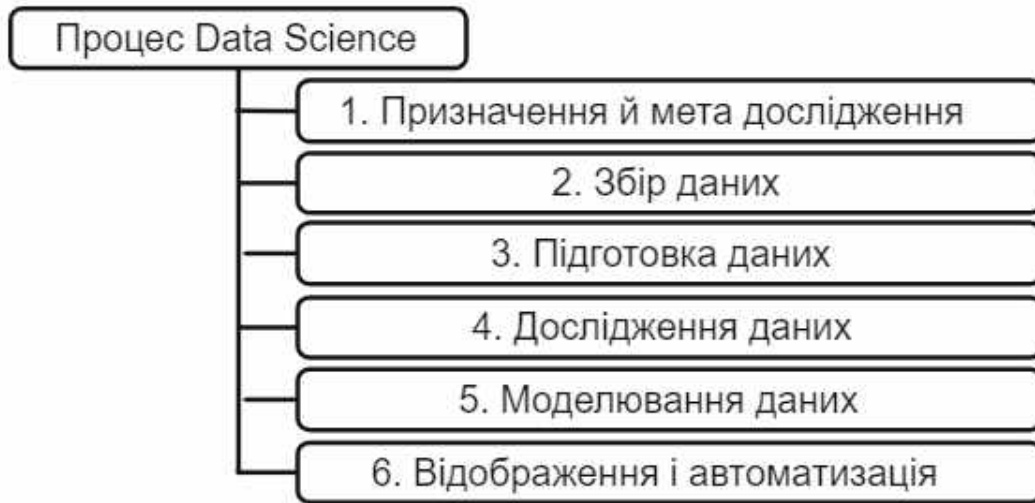 Процес Data Science
1. Призначення й мета дослідження
2. Збір даних
3. Підготовка даних
4. Дослідження даних
5. Моделювання даних
6. Відображення і автоматизація